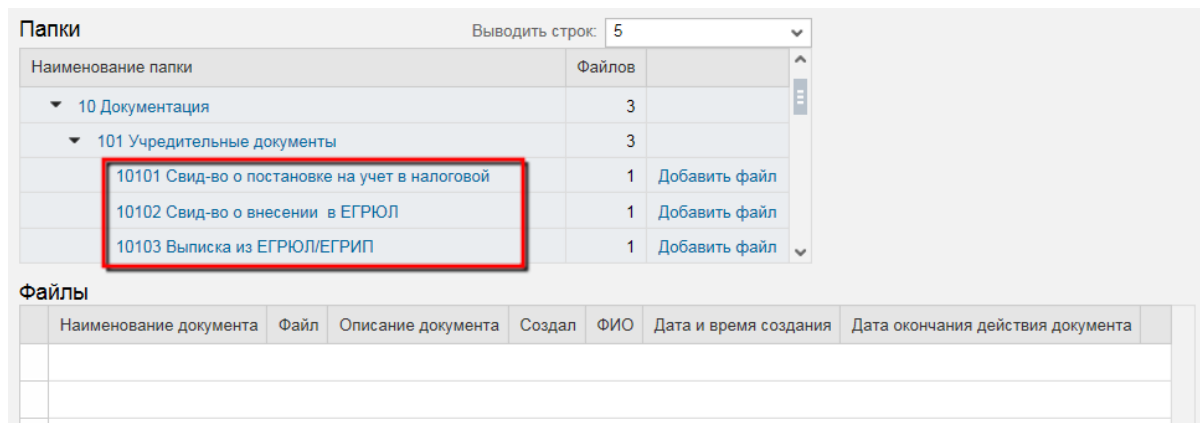 Папки Выводить строк: 5
Наименование папки Файлов
10 Документация 3
101 Учредительные документы 3
10101 Свид-во о постановке на учет в налоговой 1 Добавить файл
10102 Свид-во о внесении в ЕГРЮЛ 1 Добавить файл
10103 Выписка из ЕГРЮЛ/ЕГРИП 1 Добавить файл
Файлы
Наименование документа Файл Описание документа Создал ФИО Дата и время создания Дата окончания действия документа